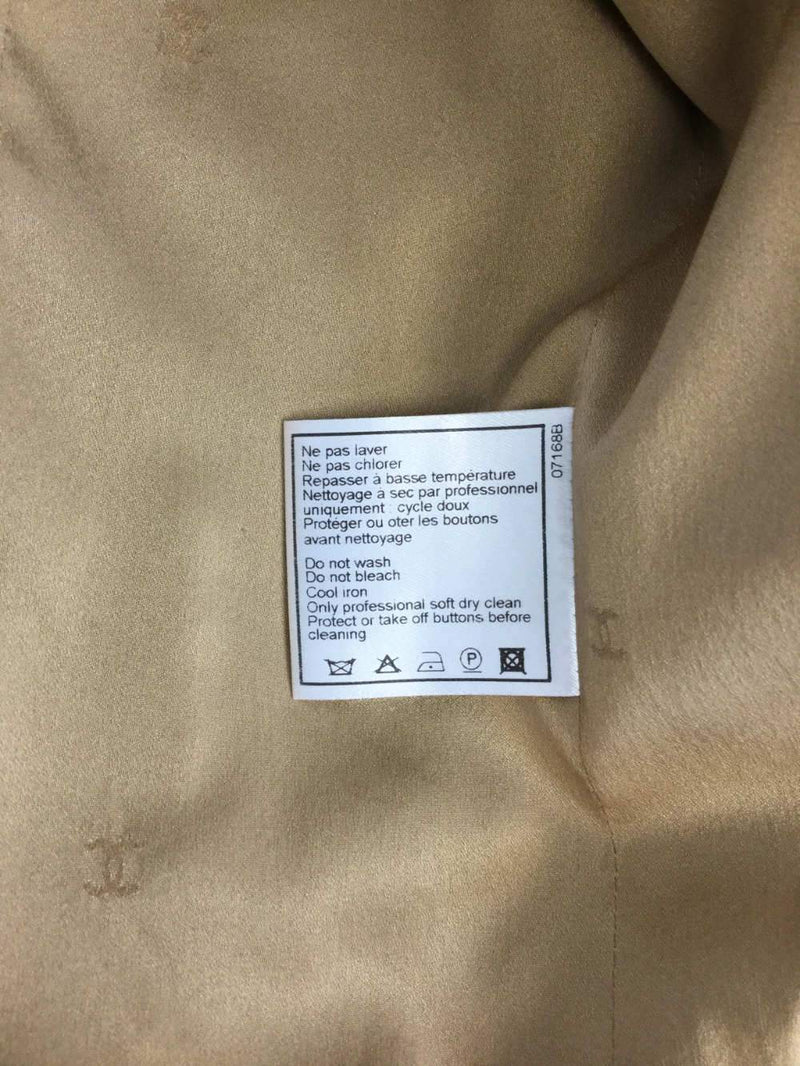 Ne pas laver
Ne pas chlorer
Repasser à basse température
Nettoyage à sec par professionnel
uniquement : cycle doux
Protéger ou oter les boutons
avant nettoyage
Do not wash
Do not bleach
Cool iron
Only professional soft dry clean
Protect or take off buttons before
cleaning
P
07168B